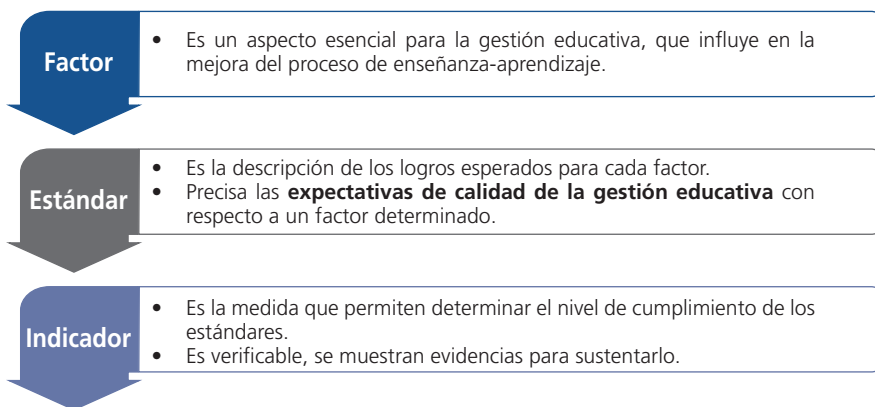 Factor
• Es un aspecto esencial para la gestión educativa, que influye en la
mejora del proceso de enseñanza-aprendizaje.
Estándar
• Es la descripción de los logros esperados para cada factor.
• Precisa las expectativas de calidad de la gestión educativa con
respecto a un factor determinado.
Indicador
• Es la medida que permiten determinar el nivel de cumplimiento de los
estándares.
• Es verificable, se muestran evidencias para sustentarlo.